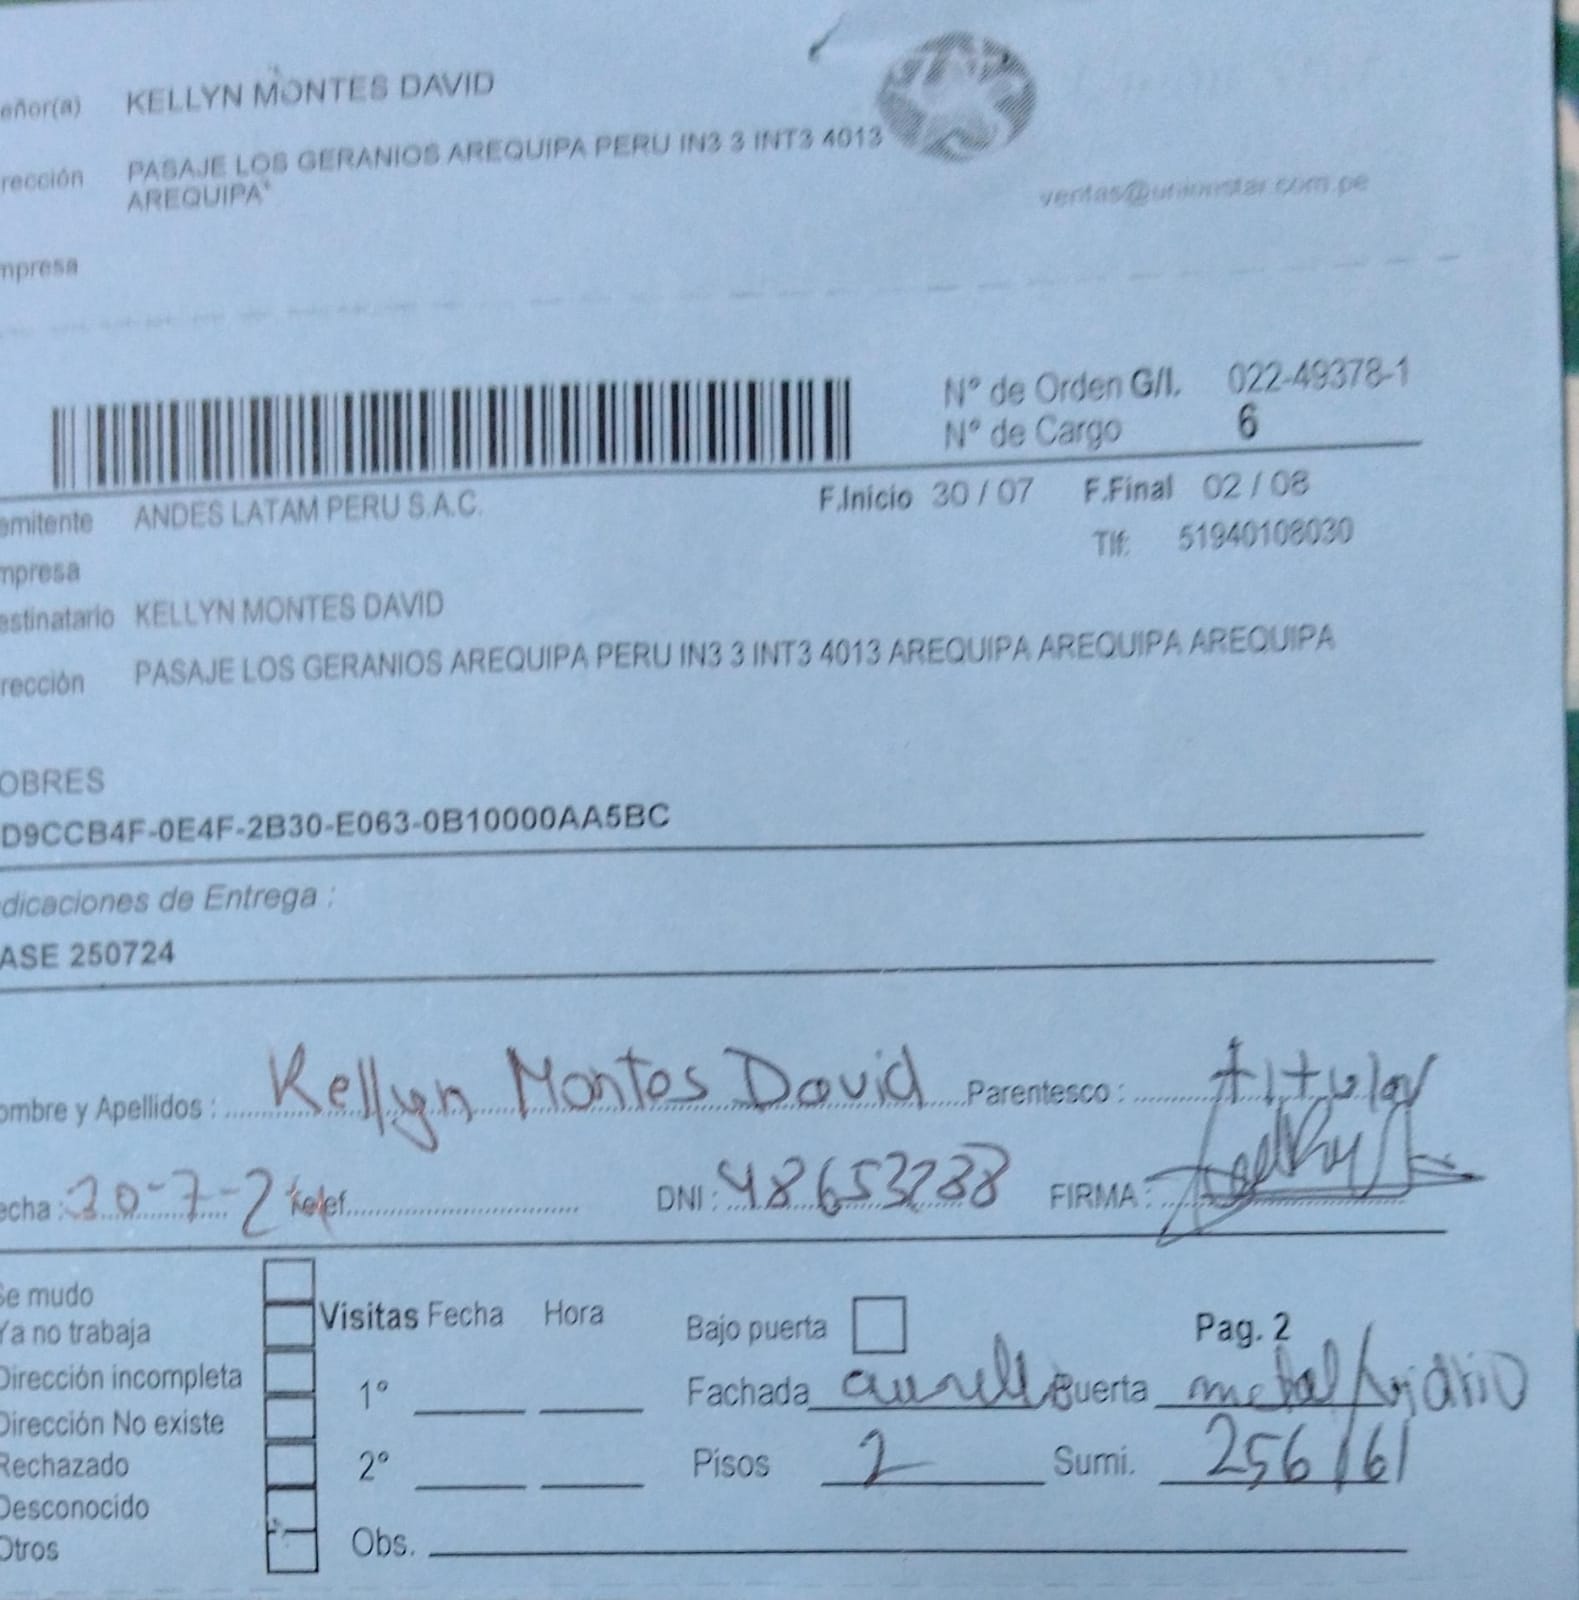 eñor(a) KELLYN MONTES DAVID
rección PASAJE LOS GERANIOS AREQUIPA PERU IN3 3 INT3 4013
AREQUIPA
ventas@unionstar.com.pe
mpresa
N° de Orden G/I. 022-49378-1
N° de Cargo 6
emitente ANDES LATAM PERU S.A.C. F.Inicio 30 / 07 F.Final 02 / 08
Tlf: 51940108030
mpresa
estinatario KELLYN MONTES DAVID
rección PASAJE LOS GERANIOS AREQUIPA PERU IN3 3 INT3 4013 AREQUIPA AREQUIPA AREQUIPA
OBRES
D9CCB4F-0E4F-2B30-E063-0B10000AA5BC
dicaciones de Entrega :
ASE 250724
ombre y Apellidos : Kellyn Montes David Parentesco : titular
echa : 30-7-2 Telef. DNI : 48653288 FIRMA :
Se mudo
Ya no trabaja
Dirección incompleta
Dirección No existe
Rechazado
Desconocido
Otros
Visitas Fecha Hora
1°
2°
Obs.
Bajo puerta Pag. 2
Fachada Puerta metal/vidrio
Pisos 2 Sumi. 256161